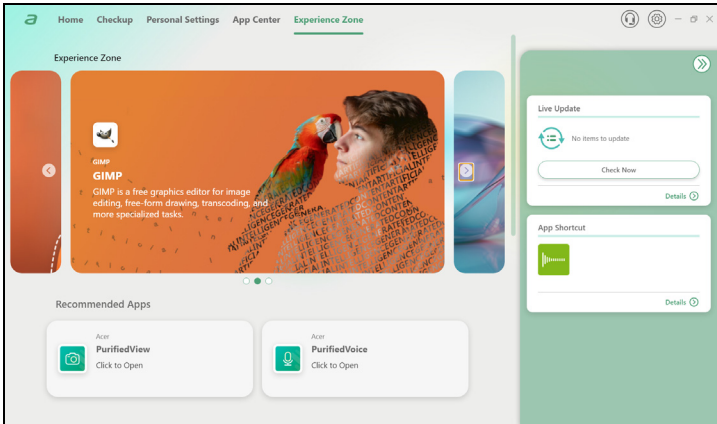 a
Home Checkup Personal Settings App Center Experience Zone
Experience Zone
GIMP
GIMP
GIMP is a free graphics editor for image
editing, free-form drawing, transcoding, and
more specialized tasks.
Recommended Apps
Acer
PurifiedView
Click to Open
Acer
PurifiedVoice
Click to Open
Live Update
No items to update
Check Now
Details
App Shortcut
Details